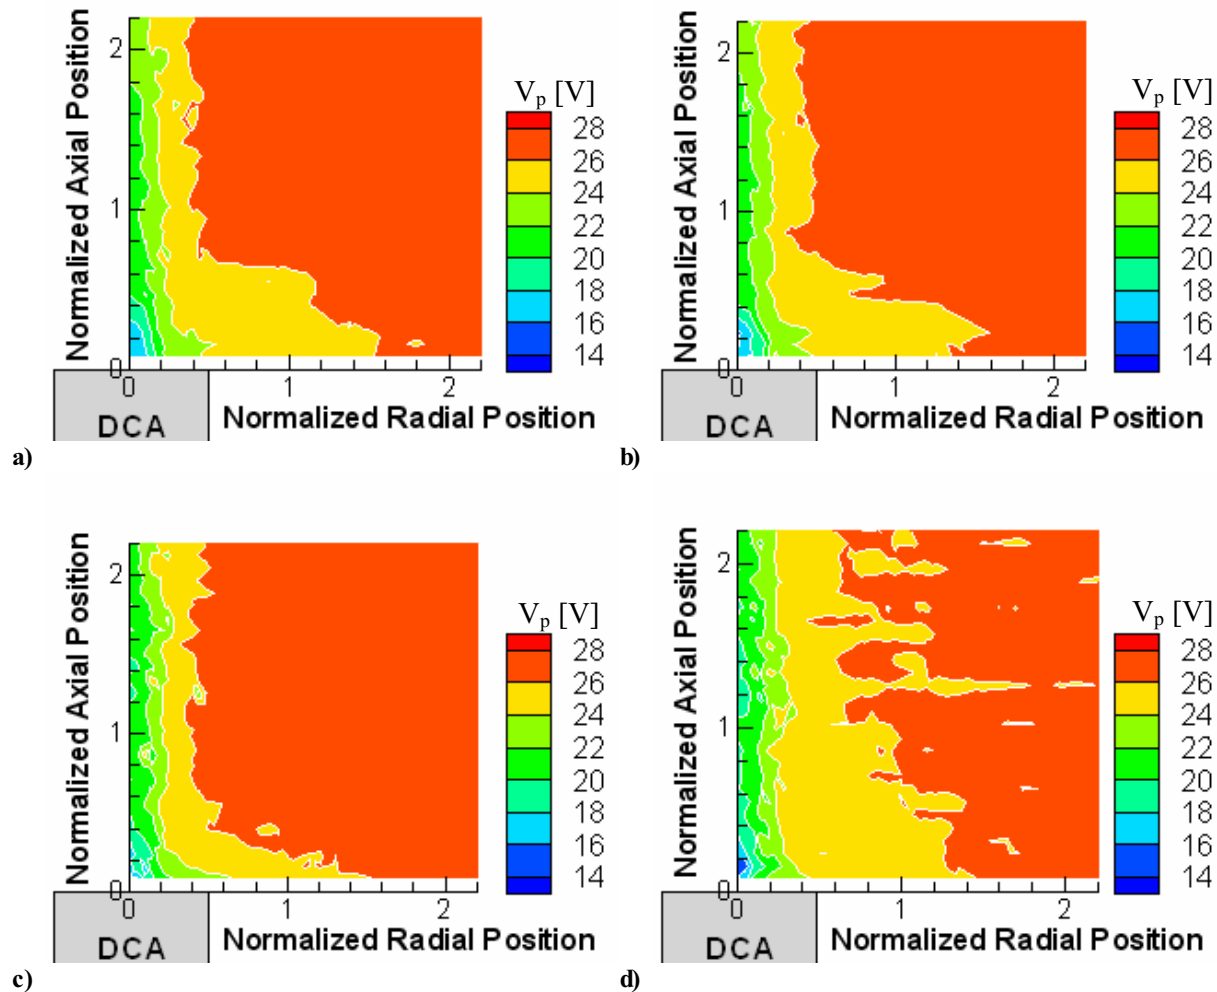 Normalized Axial Position
2
1
0
V_p [V]
28
26
24
22
20
18
16
14
0
1
2
DCA
Normalized Radial Position
a)
Normalized Axial Position
2
1
0
V_p [V]
28
26
24
22
20
18
16
14
0
1
2
DCA
Normalized Radial Position
b)
Normalized Axial Position
2
1
0
V_p [V]
28
26
24
22
20
18
16
14
0
1
2
DCA
Normalized Radial Position
c)
Normalized Axial Position
2
1
0
V_p [V]
28
26
24
22
20
18
16
14
0
1
2
DCA
Normalized Radial Position
d)